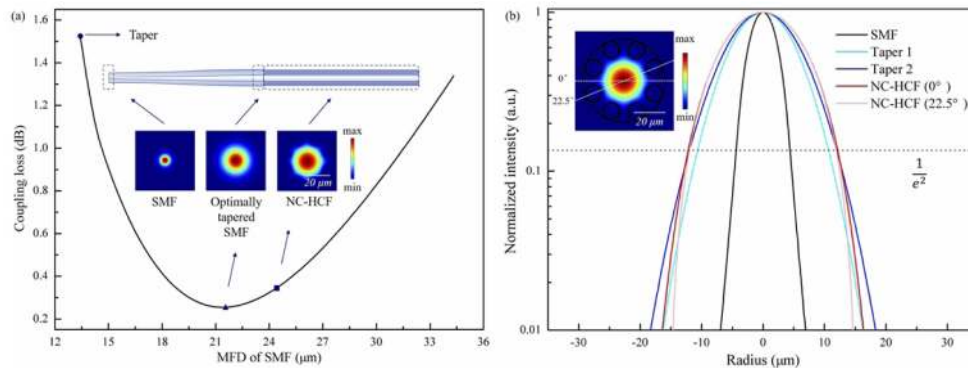 (a)
Coupling loss (dB)
1.6
1.4
1.2
1.0
0.8
0.6
0.4
0.2
Taper
max
min
20 μm
SMF
Optimally
tapered
SMF
NC-HCF
12 15 18 21 24 27 30 33 36
MFD of SMF (μm)
(b)
Normalized intensity (a.u.)
1
0.1
0.01
max
min
0°
22.5°
20 μm
SMF
Taper 1
Taper 2
NC-HCF (0°)
NC-HCF (22.5°)
1
e²
-30 -20 -10 0 10 20 30
Radius (μm)